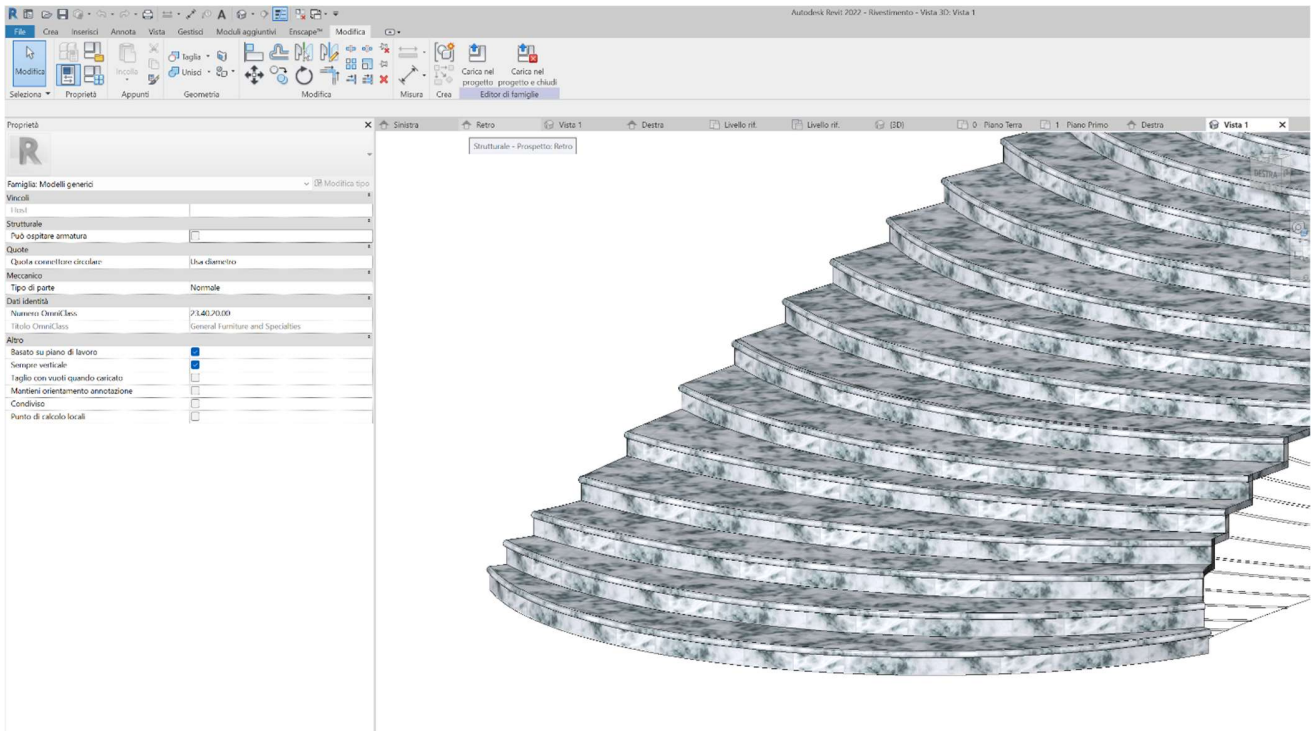 Autodesk Revit 2022 - Rivestimento - Vista 3D: Vista 1
File Crea Inserisci Annota Vista Gestisci Moduli aggiuntivi Enscape™ Modifica
Modifica
Incolla
Taglia
Unisci
Carica nel progetto
Carica nel progetto e chiudi
Seleziona Proprietà Appunti Geometria Modifica Misura Crea Editor di famiglie
Proprietà
Sinistra Retro Vista 1 Destra Livello rif. Livello rif. {3D} 0 Piano Terra 1 Piano Primo Destra Vista 1
Strutturale - Prospetto: Retro
R
DESTRA
Famiglia: Modelli generici Modifica tipo
Vincoli
Host
Strutturale
Può ospitare armatura
Quote
Quota connettore circolare Usa diametro
Meccanico
Tipo di parte Normale
Dati identità
Numero OmniClass 23.40.20.00
Titolo OmniClass General Furniture and Specialties
Altro
Basato su piano di lavoro
Sempre verticale
Taglio con vuoti quando caricato
Mantieni orientamento annotazione
Condiviso
Punto di calcolo locali